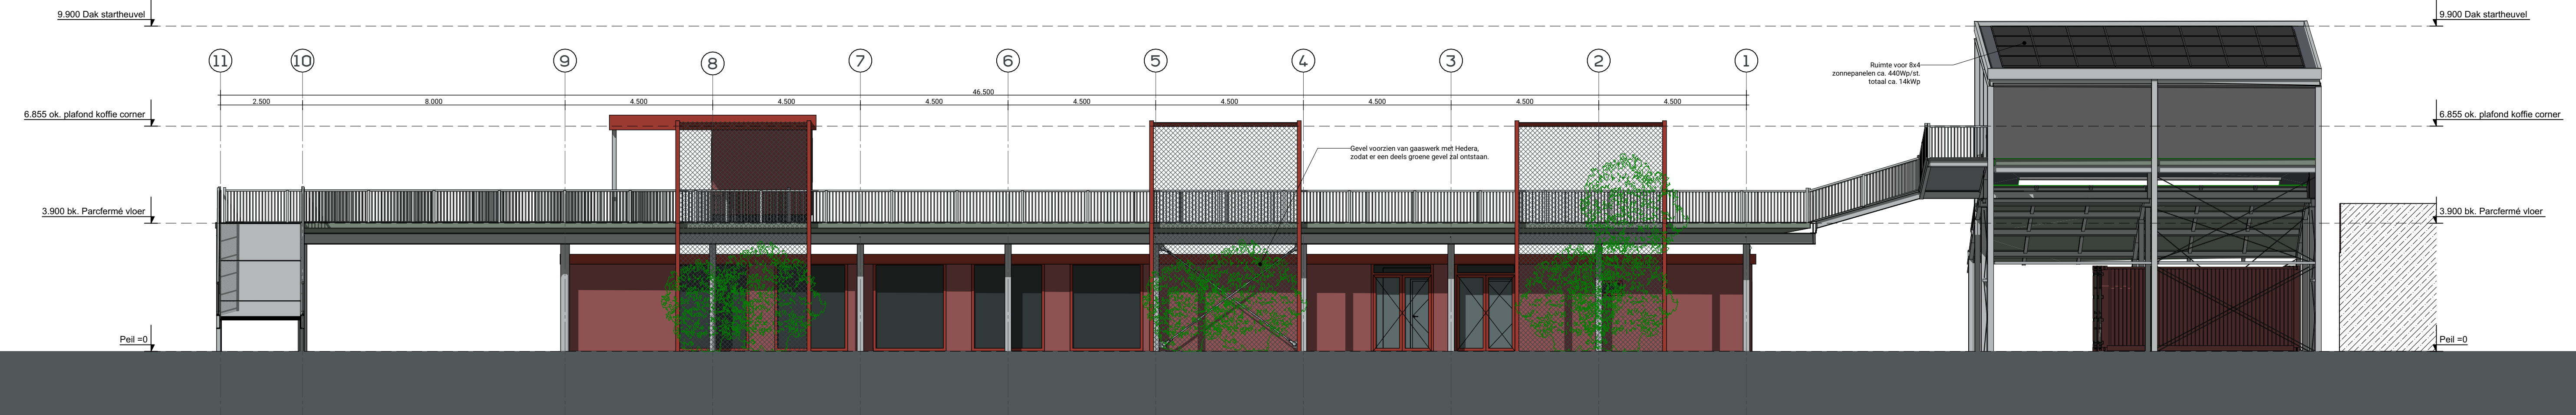 9.900 Dak startheuvel
9.900 Dak startheuvel
11 10 9 8 7 6 5 4 3 2 1
Ruimte voor 8x4
zonnepanelen ca. 440Wp/st.
totaal ca. 14kWp
46.500
2.500 8.000 4.500 4.500 4.500 4.500 4.500 4.500 4.500 4.500
6.855 ok. plafond koffie corner
6.855 ok. plafond koffie corner
Gevel voorzien van gaaswerk met Hedera,
zodat er een deels groene gevel zal ontstaan.
3.900 bk. Parcfermé vloer
3.900 bk. Parcfermé vloer
Peil =0
Peil =0